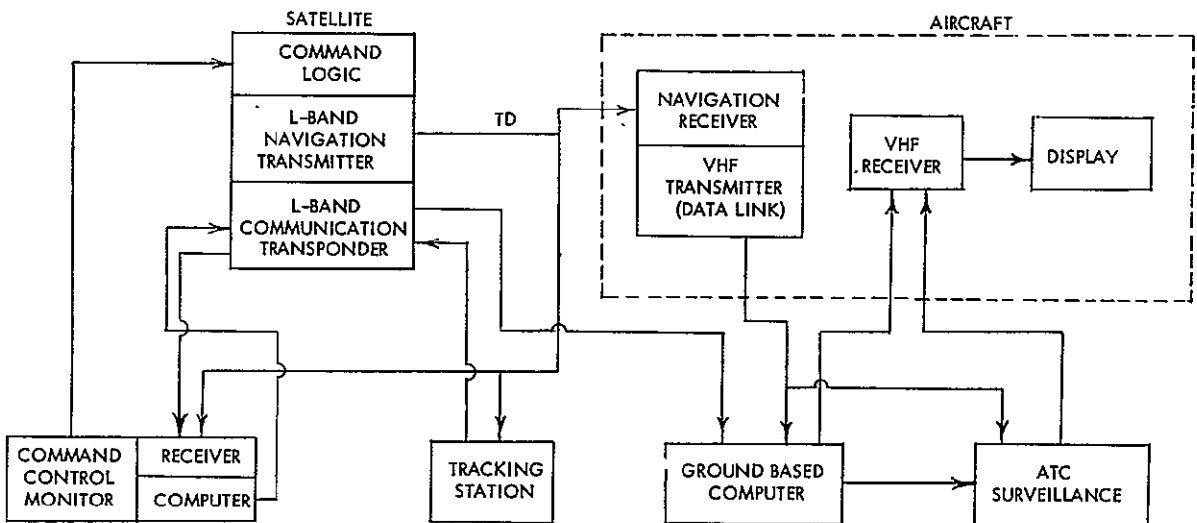 SATELLITE
COMMAND
LOGIC
L-BAND
NAVIGATION
TRANSMITTER
L-BAND
COMMUNICATION
TRANSPONDER
TD
AIRCRAFT
NAVIGATION
RECEIVER
VHF
TRANSMITTER
(DATA LINK)
VHF
RECEIVER
DISPLAY
COMMAND
CONTROL
MONITOR
RECEIVER
COMPUTER
TRACKING
STATION
GROUND BASED
COMPUTER
ATC
SURVEILLANCE